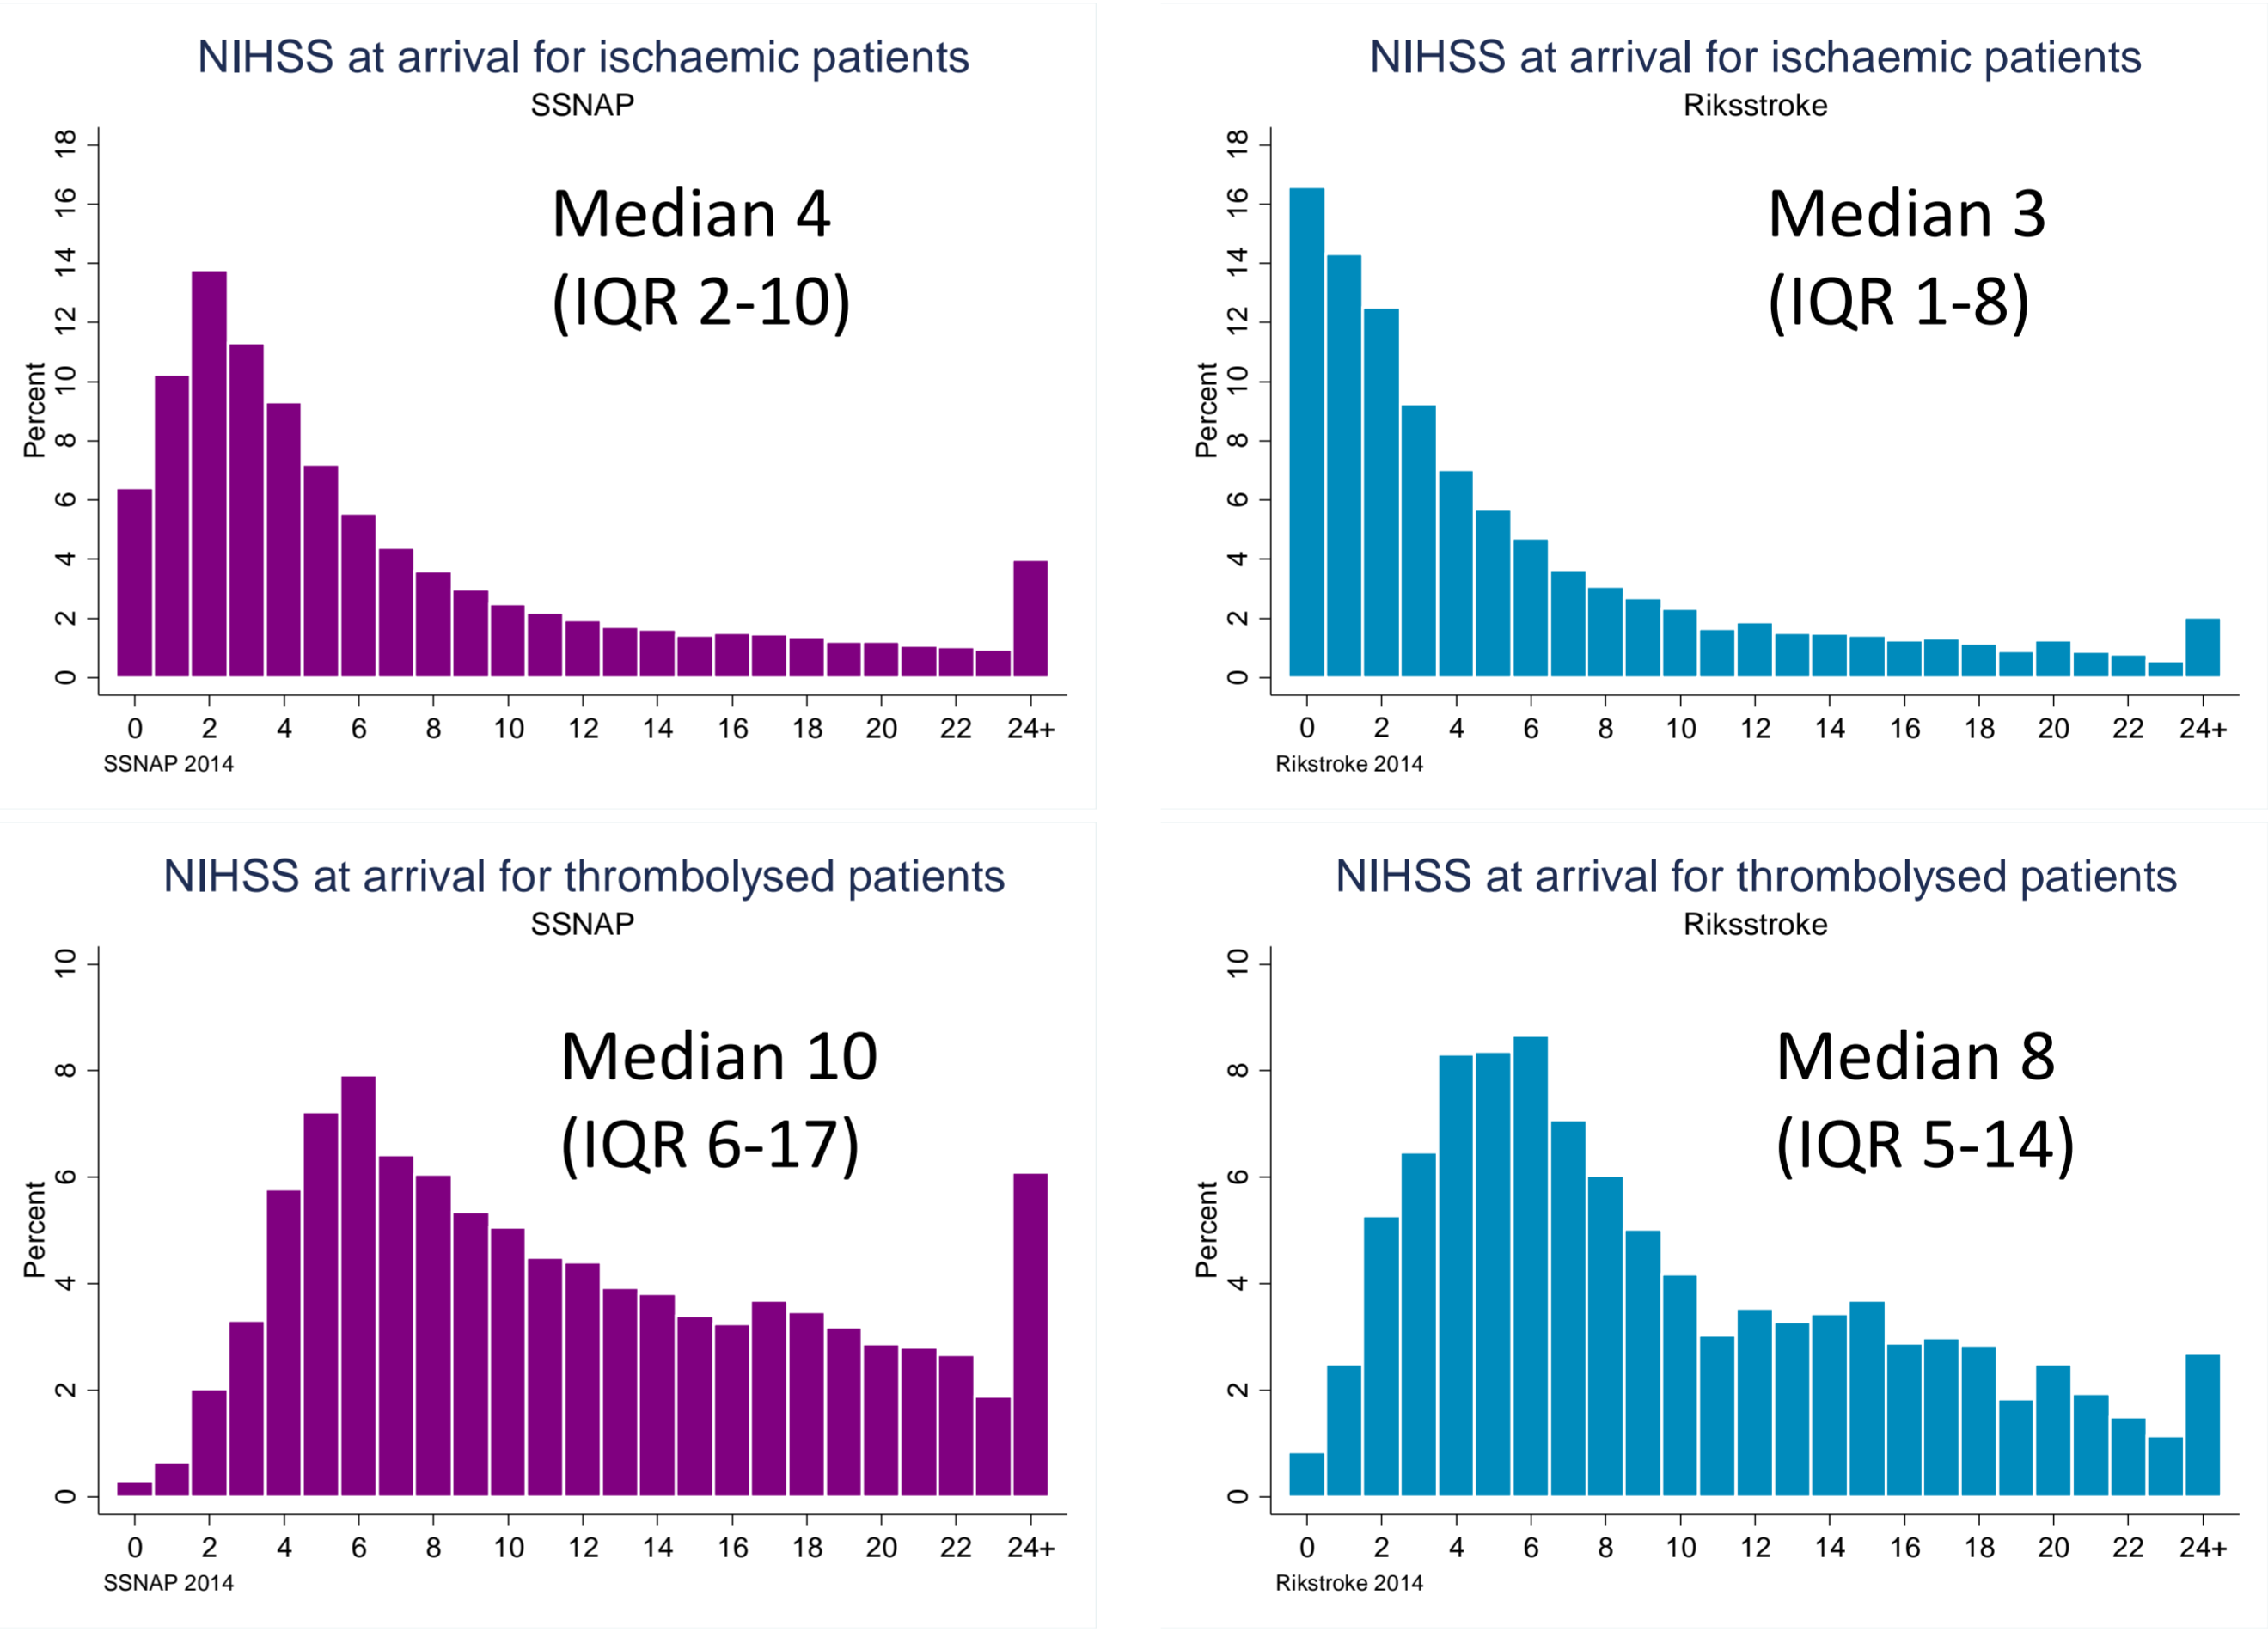 NIHSS at arrival for ischaemic patients
SSNAP
Median 4
(IQR 2-10)
Percent
18
16
14
12
10
8
6
4
2
0
0 2 4 6 8 10 12 14 16 18 20 22 24+
SSNAP 2014
NIHSS at arrival for ischaemic patients
Riksstroke
Median 3
(IQR 1-8)
Percent
18
16
14
12
10
8
6
4
2
0
0 2 4 6 8 10 12 14 16 18 20 22 24+
Rikstroke 2014
NIHSS at arrival for thrombolysed patients
SSNAP
Median 10
(IQR 6-17)
Percent
10
8
6
4
2
0
0 2 4 6 8 10 12 14 16 18 20 22 24+
SSNAP 2014
NIHSS at arrival for thrombolysed patients
Riksstroke
Median 8
(IQR 5-14)
Percent
10
8
6
4
2
0
0 2 4 6 8 10 12 14 16 18 20 22 24+
Rikstroke 2014